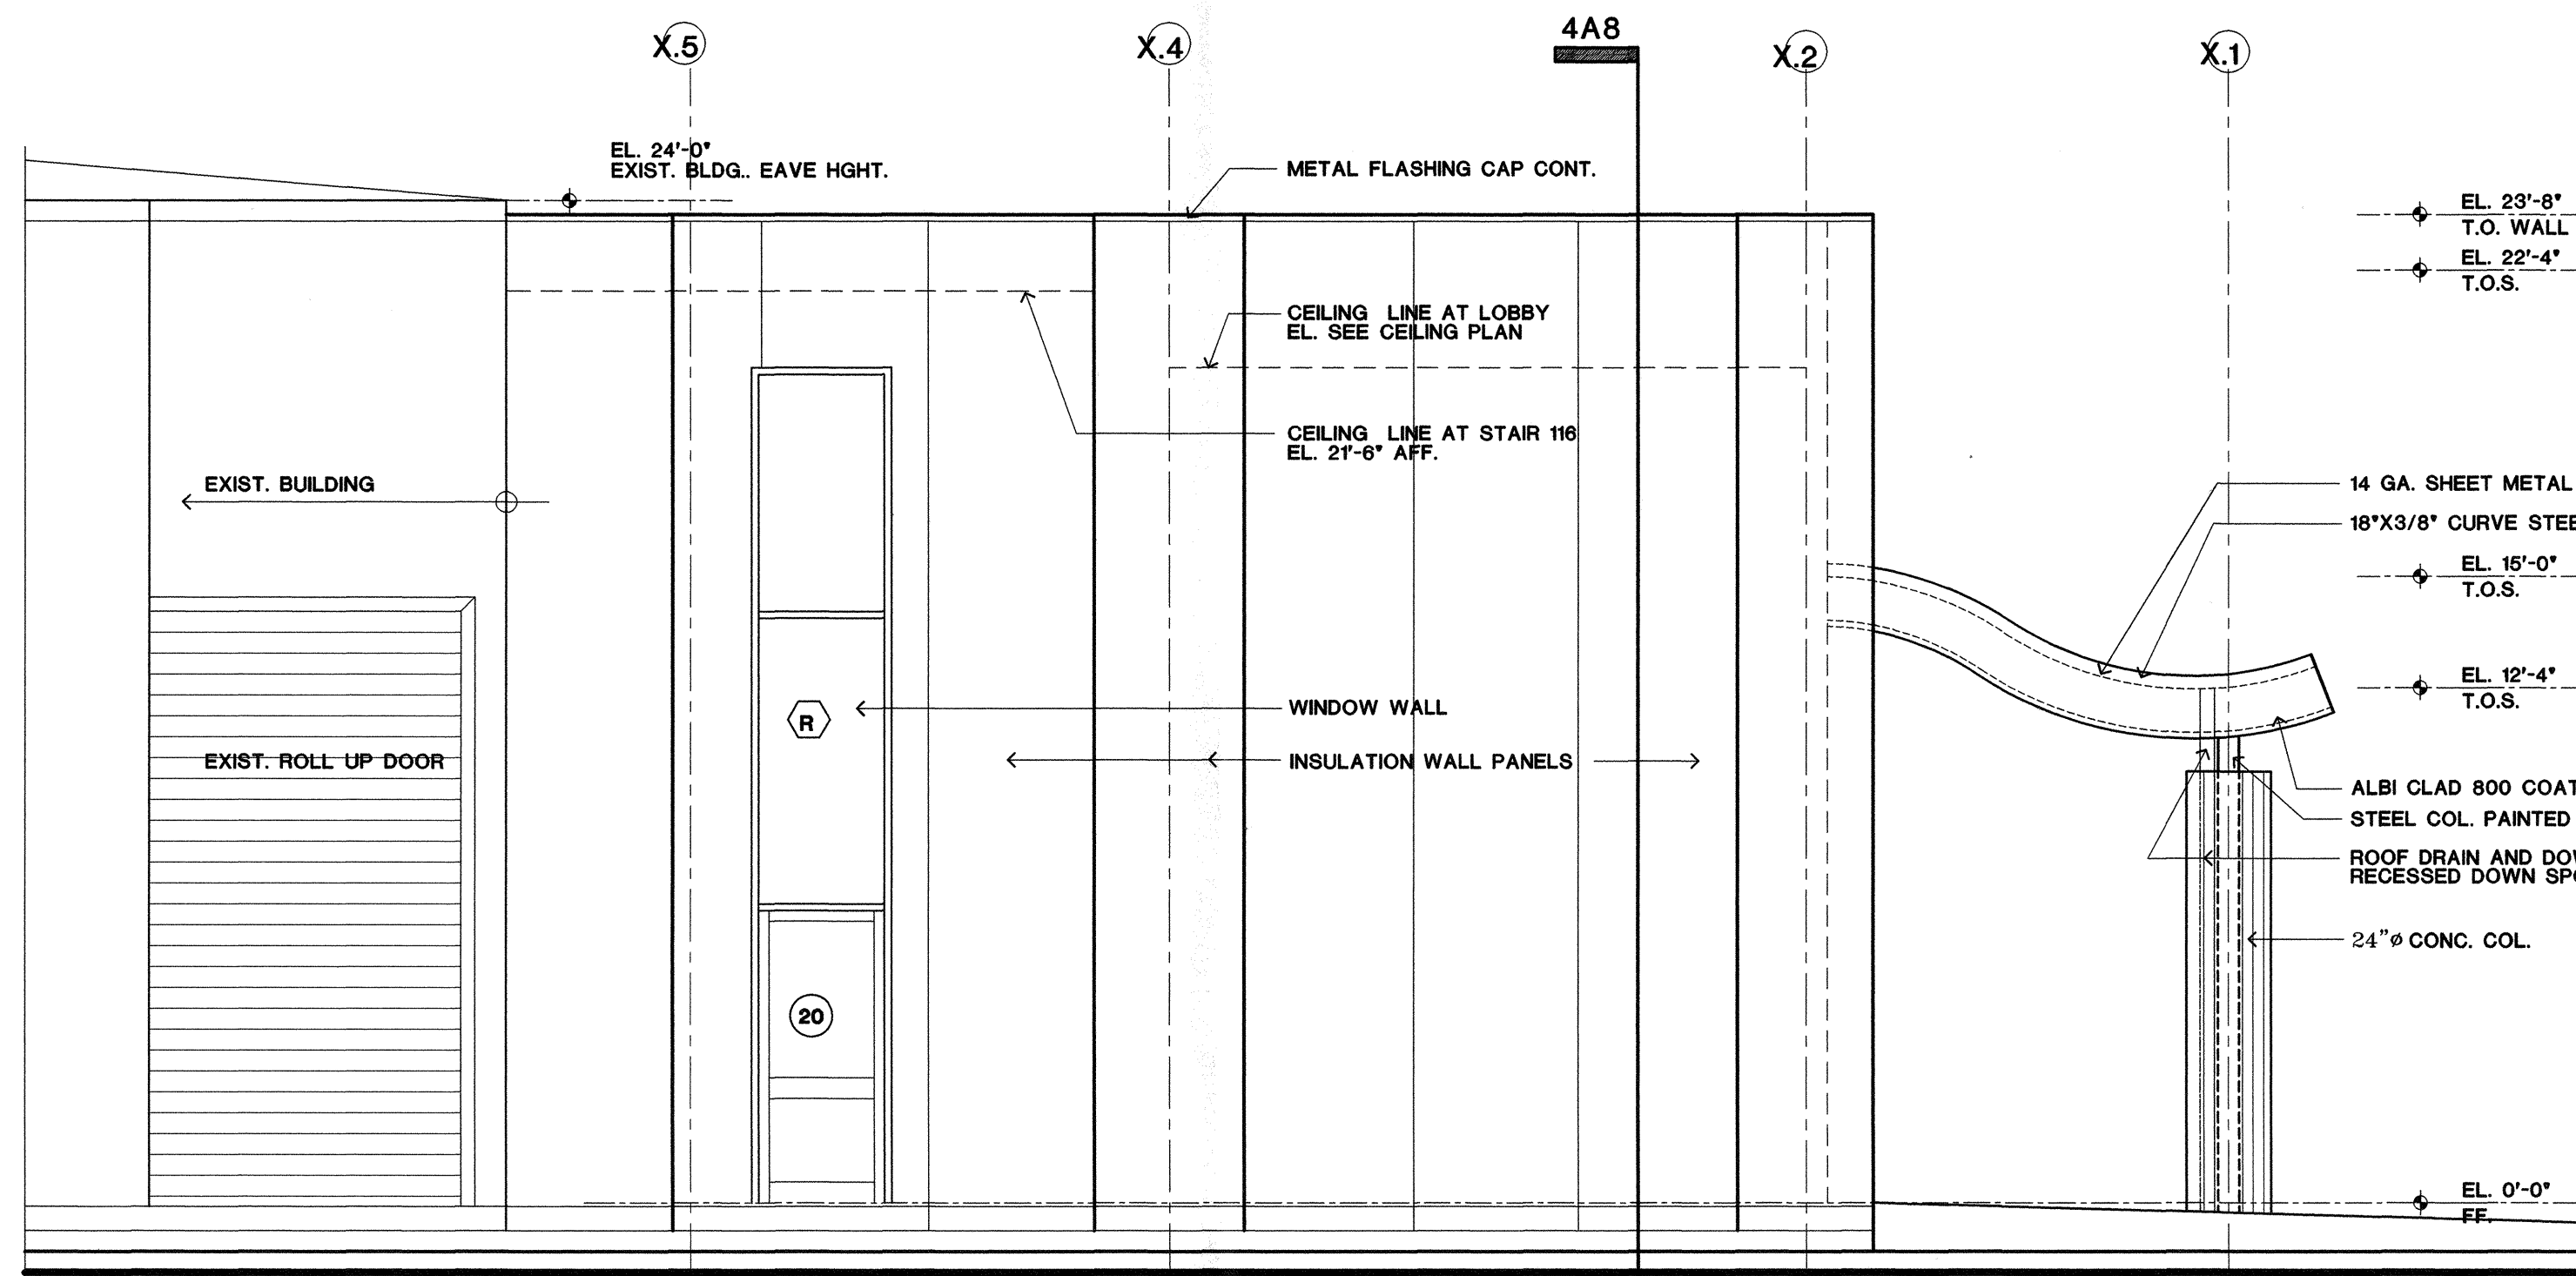 X.5
X.4
4A8
X.2
X.1
EL. 24'-0"
EXIST. BLDG.. EAVE HGHT.
METAL FLASHING CAP CONT.
EL. 23'-8"
T.O. WALL
EL. 22'-4"
T.O.S.
CEILING LINE AT LOBBY
EL. SEE CEILING PLAN
CEILING LINE AT STAIR 116
EL. 21'-6" AFF.
EXIST. BUILDING
14 GA. SHEET METAL
18"X3/8" CURVE STEE
EL. 15'-0"
T.O.S.
EL. 12'-4"
T.O.S.
R
WINDOW WALL
EXIST. ROLL UP DOOR
INSULATION WALL PANELS
ALBI CLAD 800 COAT
STEEL COL. PAINTED
ROOF DRAIN AND DOW
RECESSED DOWN SPO
24"ø CONC. COL.
20
EL. 0'-0"
FF.